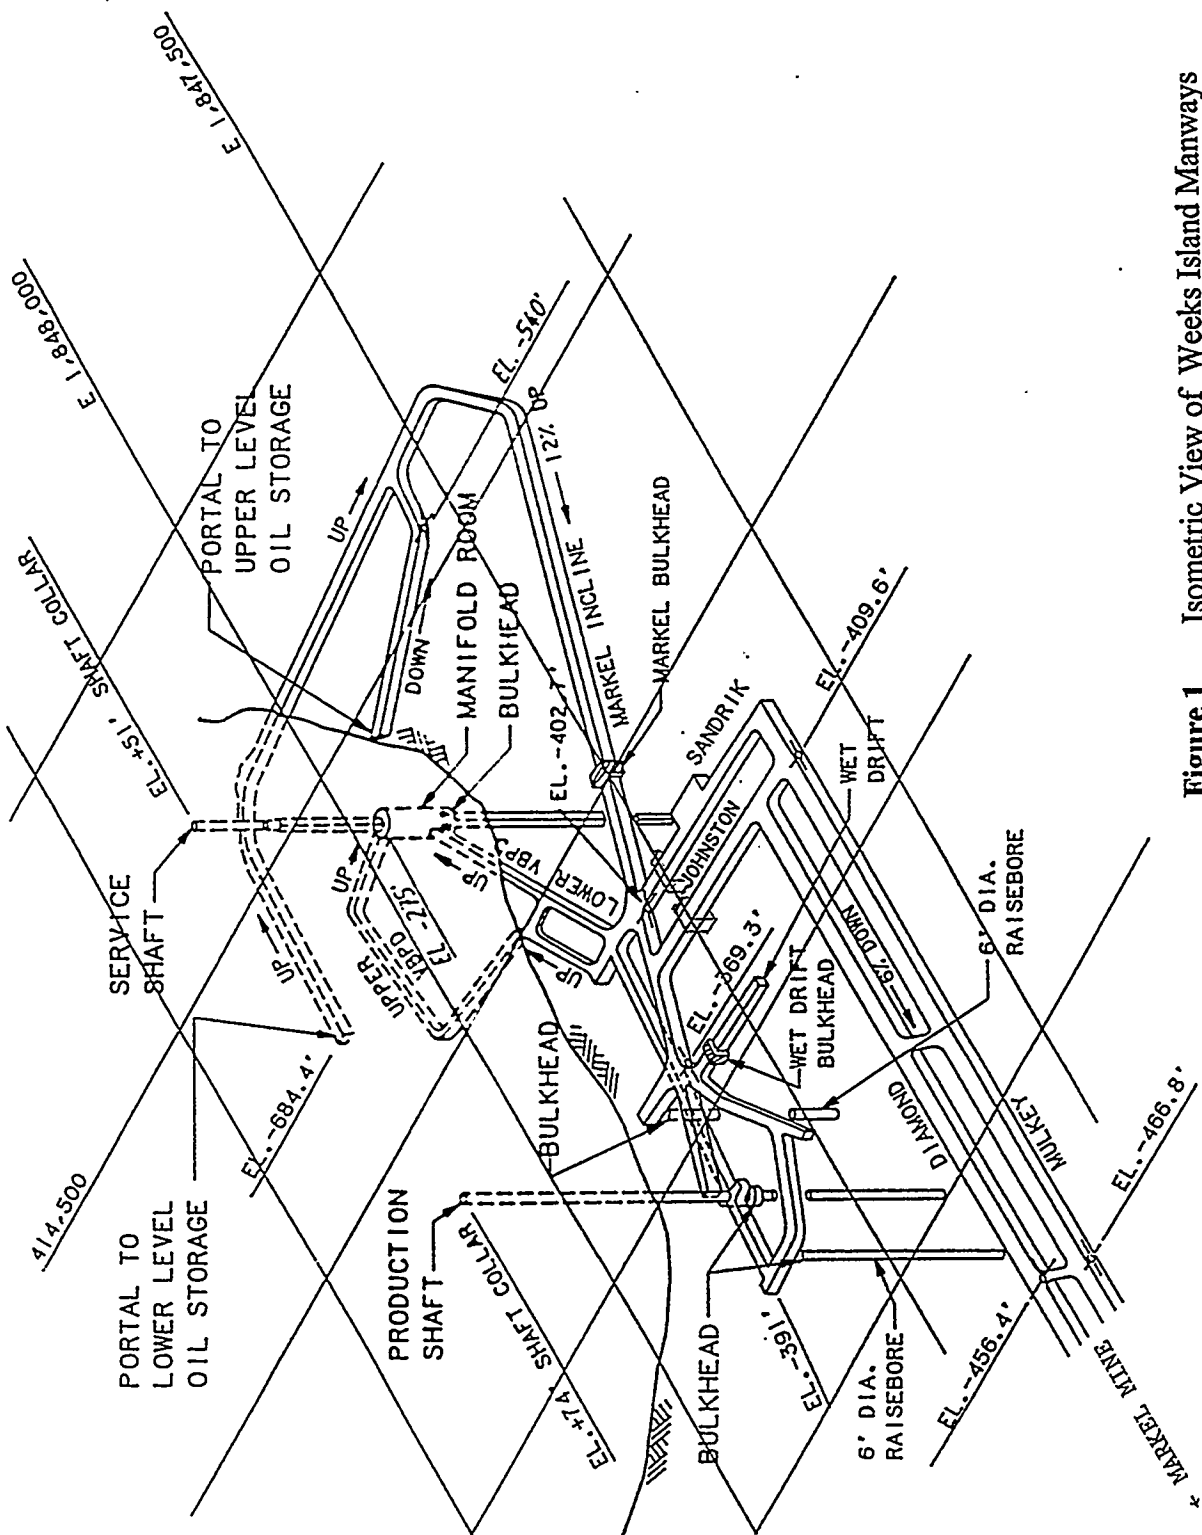 E 1,847,500
E 1,848,000
EL.+51' SHAFT COLLAR
414,500
PORTAL TO
UPPER LEVEL
OIL STORAGE
SERVICE
SHAFT
PORTAL TO
LOWER LEVEL
OIL STORAGE
EL.-684.4'
UP
UP
DOWN
EL.-540'
12% UP
MARKEL INCLINE
MANIFOLD ROOM
BULKHEAD
UP
EL -275'
UPPER
VBPD
UP
LOWER
UP
EL.-402.7'
MARKEL BULKHEAD
SANDRIK
JOHNSTON
EL.-409.6'
WET
DRIFT
EL.-369.3'
WET DRIFT
BULKHEAD
6' DIA.
RAISEBORE
BULKHEAD
PRODUCTION
SHAFT
EL.+74' SHAFT COLLAR
BULKHEAD
EL.-391'
6' DIA.
RAISEBORE
DIAMOND
6% DOWN
MULKEY
EL.-466.8'
EL.-456.4'
* MARKEL MINE
Figure 1 Isometric View of Weeks Island Manways